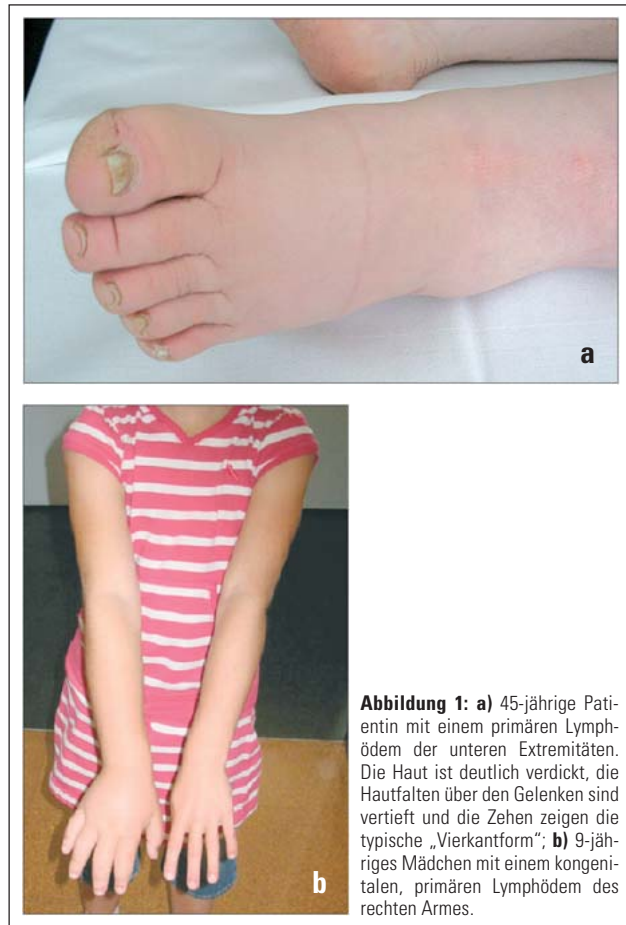 a
b
Abbildung 1: a) 45-jährige Pati-
entin mit einem primären Lymph-
ödem der unteren Extremitäten.
Die Haut ist deutlich verdickt, die
Hautfalten über den Gelenken sind
vertieft und die Zehen zeigen die
typische „Vierkantform“; b) 9-jäh-
riges Mädchen mit einem kongeni-
talen, primären Lymphödem des
rechten Armes.